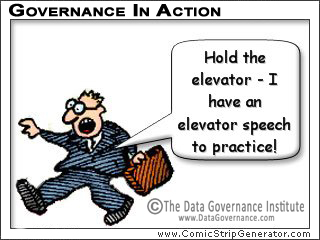 GOVERNANCE IN ACTION
Hold the
elevator - I
have an
elevator speech
to practice!
© The Data Governance Institute
www.DataGovernance.com
www.ComicStripGenerator.com